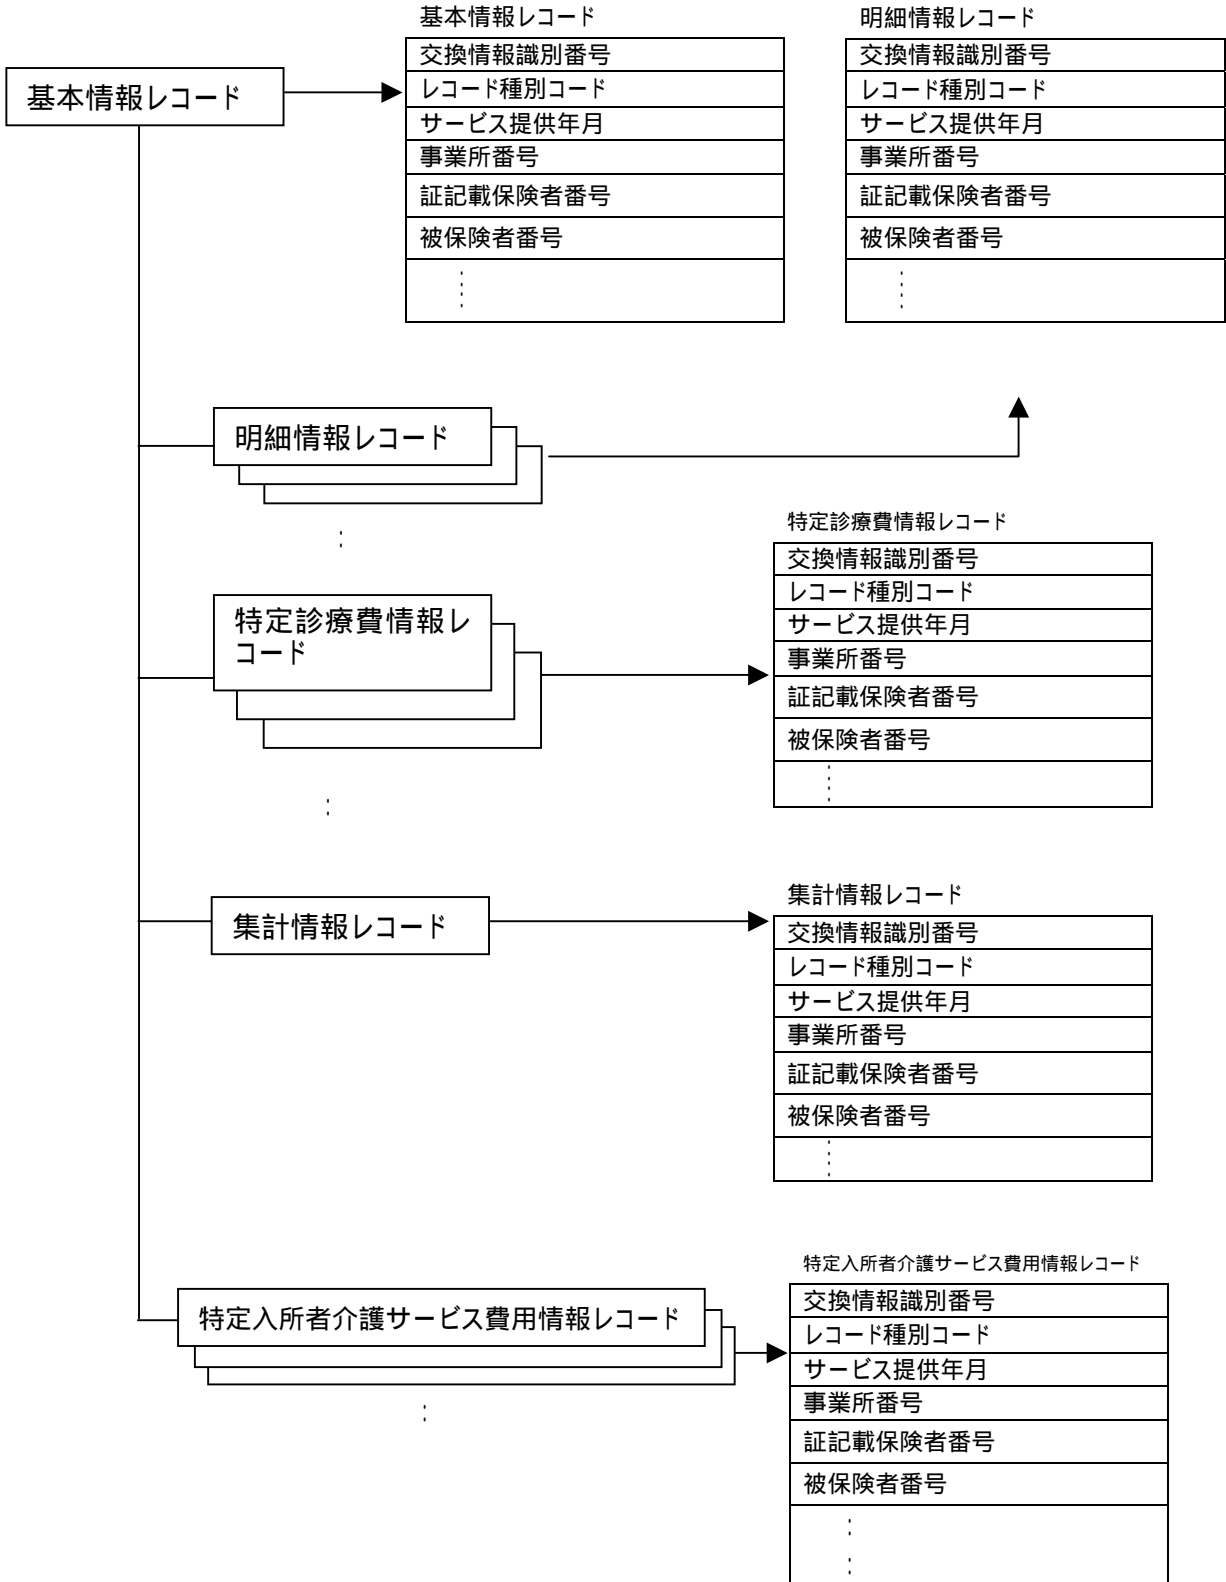 基本情報レコード
基本情報レコード
交換情報識別番号
レコード種別コード
サービス提供年月
事業所番号
証記載保険者番号
被保険者番号
明細情報レコード
交換情報識別番号
レコード種別コード
サービス提供年月
事業所番号
証記載保険者番号
被保険者番号
明細情報レコード
特定診療費情報レ
コード
特定診療費情報レコード
交換情報識別番号
レコード種別コード
サービス提供年月
事業所番号
証記載保険者番号
被保険者番号
集計情報レコード
集計情報レコード
交換情報識別番号
レコード種別コード
サービス提供年月
事業所番号
証記載保険者番号
被保険者番号
特定入所者介護サービス費用情報レコード
特定入所者介護サービス費用情報レコード
交換情報識別番号
レコード種別コード
サービス提供年月
事業所番号
証記載保険者番号
被保険者番号